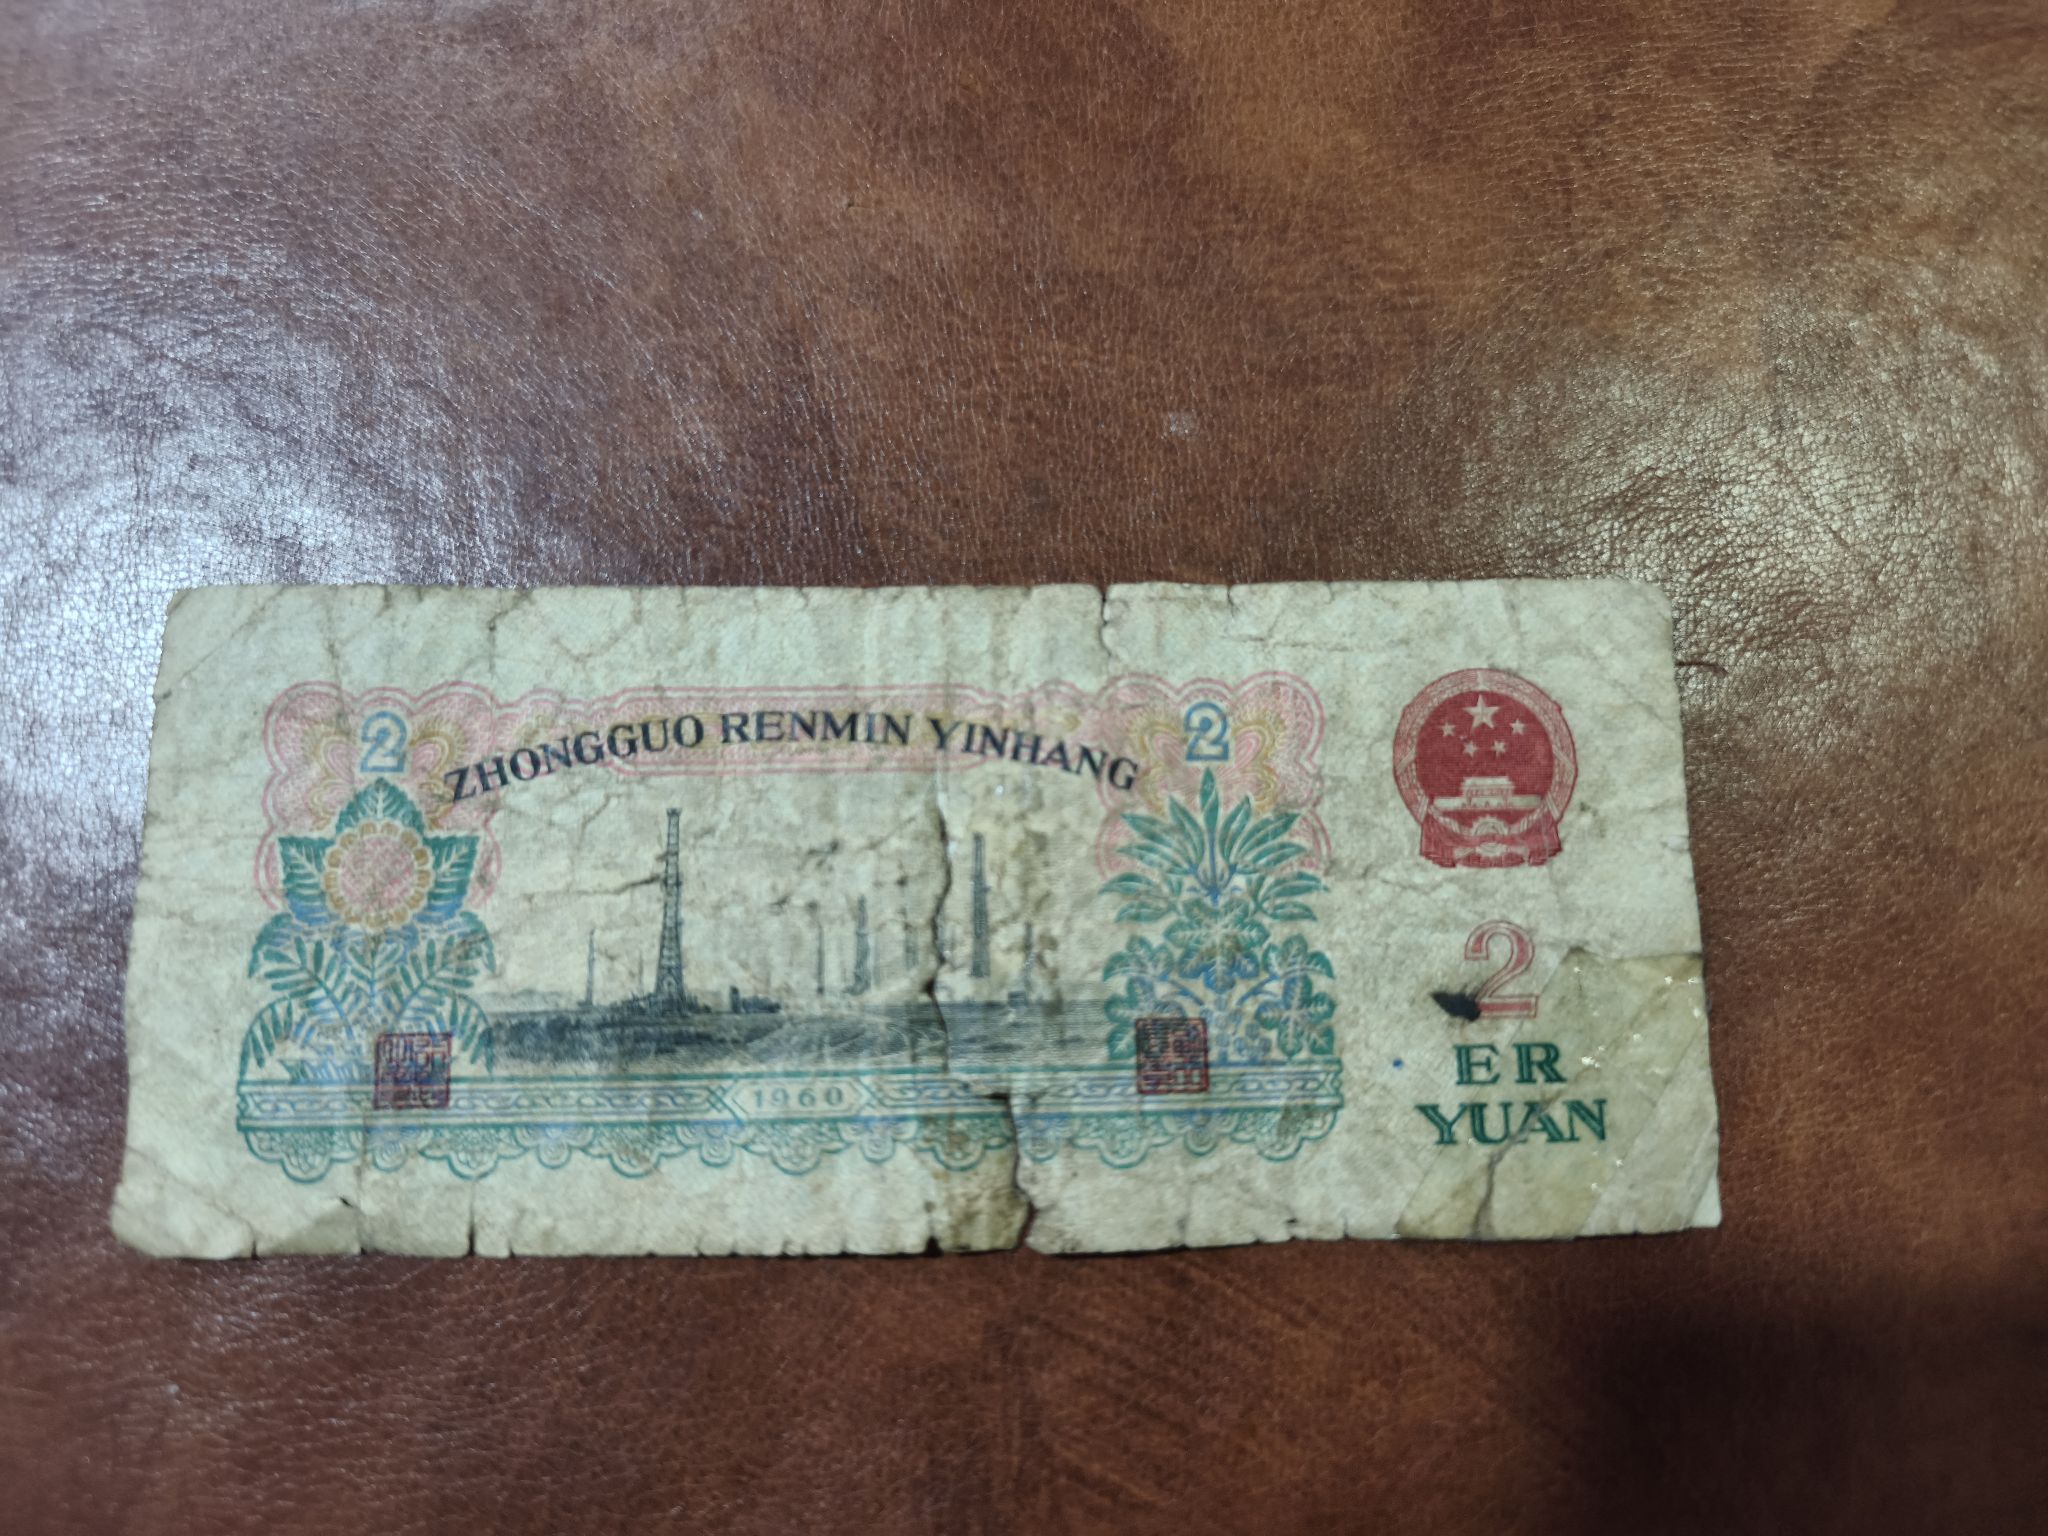 2 ZHONGGUO RENMIN YINHANG 2
2
ER
YUAN
1960